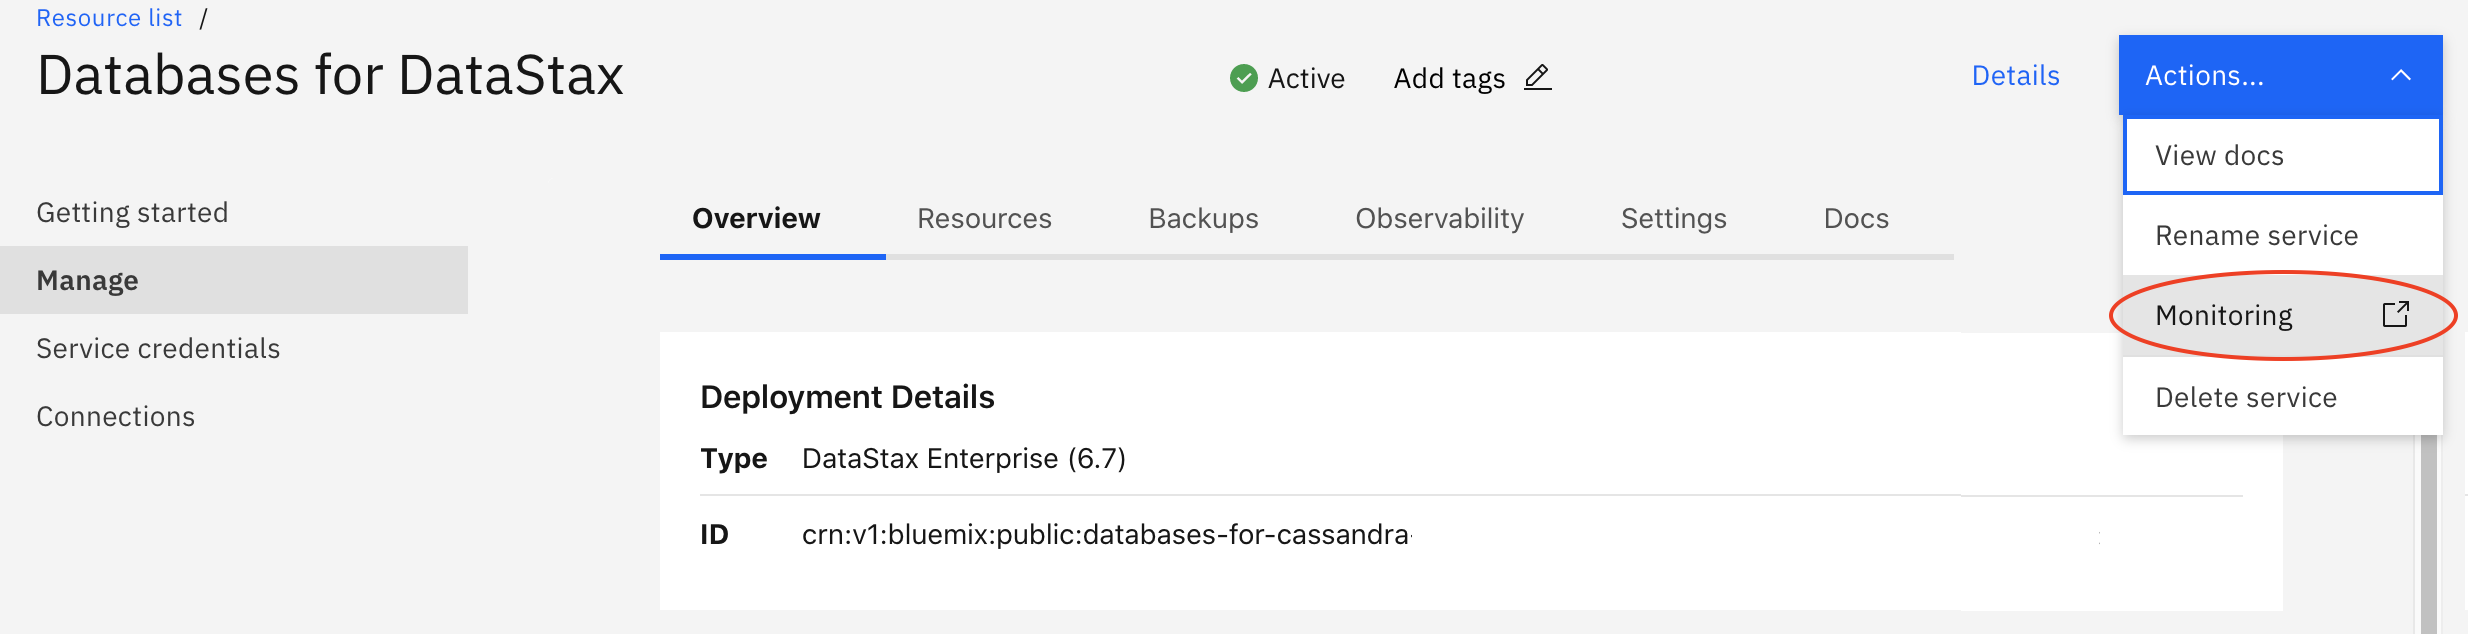 Resource list /
Databases for DataStax
Active
Add tags
Details
Actions...
View docs
Rename service
Monitoring
Delete service
Getting started
Manage
Service credentials
Connections
Overview
Resources
Backups
Observability
Settings
Docs
Deployment Details
Type DataStax Enterprise (6.7)
ID crn:v1:bluemix:public:databases-for-cassandra